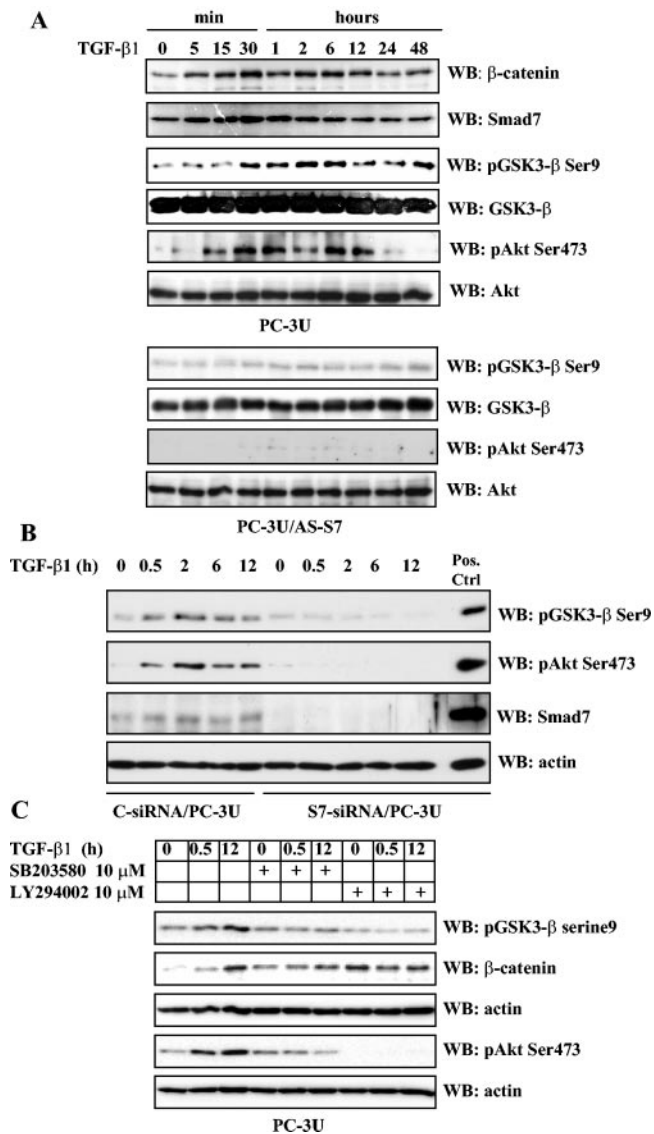 A
min hours
TGF-β1 0 5 15 30 1 2 6 12 24 48
WB: β-catenin
WB: Smad7
WB: pGSK3-β Ser9
WB: GSK3-β
WB: pAkt Ser473
WB: Akt
PC-3U
WB: pGSK3-β Ser9
WB: GSK3-β
WB: pAkt Ser473
WB: Akt
PC-3U/AS-S7
B
TGF-β1 (h) 0 0.5 2 6 12 0 0.5 2 6 12 Pos. Ctrl
WB: pGSK3-β Ser9
WB: pAkt Ser473
WB: Smad7
WB: actin
C-siRNA/PC-3U S7-siRNA/PC-3U
C
TGF-β1 (h) 0 0.5 12 0 0.5 12 0 0.5 12
SB203580 10 μM + + +
LY294002 10 μM + + +
WB: pGSK3-β serine9
WB: β-catenin
WB: actin
WB: pAkt Ser473
WB: actin
PC-3U